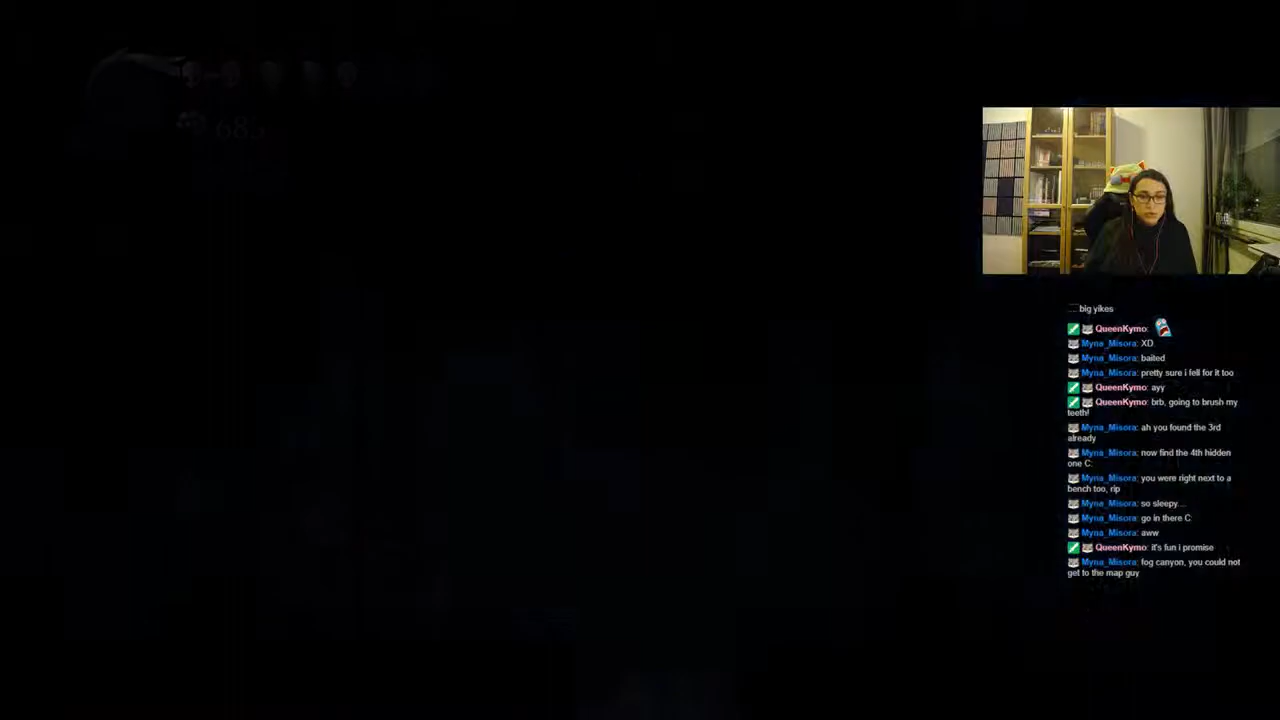 685
.... big yikes
QueenKymo:
Myna_Misora: XD
Myna_Misora: baited
Myna_Misora: pretty sure i fell for it too
QueenKymo: ayy
QueenKymo: brb, going to brush my
teeth!
Myna_Misora: ah you found the 3rd
already
Myna_Misora: now find the 4th hidden
one C:
Myna_Misora: you were right next to a
bench too, rip
Myna_Misora: so sleepy....
Myna_Misora: go in there C:
Myna_Misora: aww
QueenKymo: it's fun i promise
Myna_Misora: fog canyon, you could not
get to the map guy